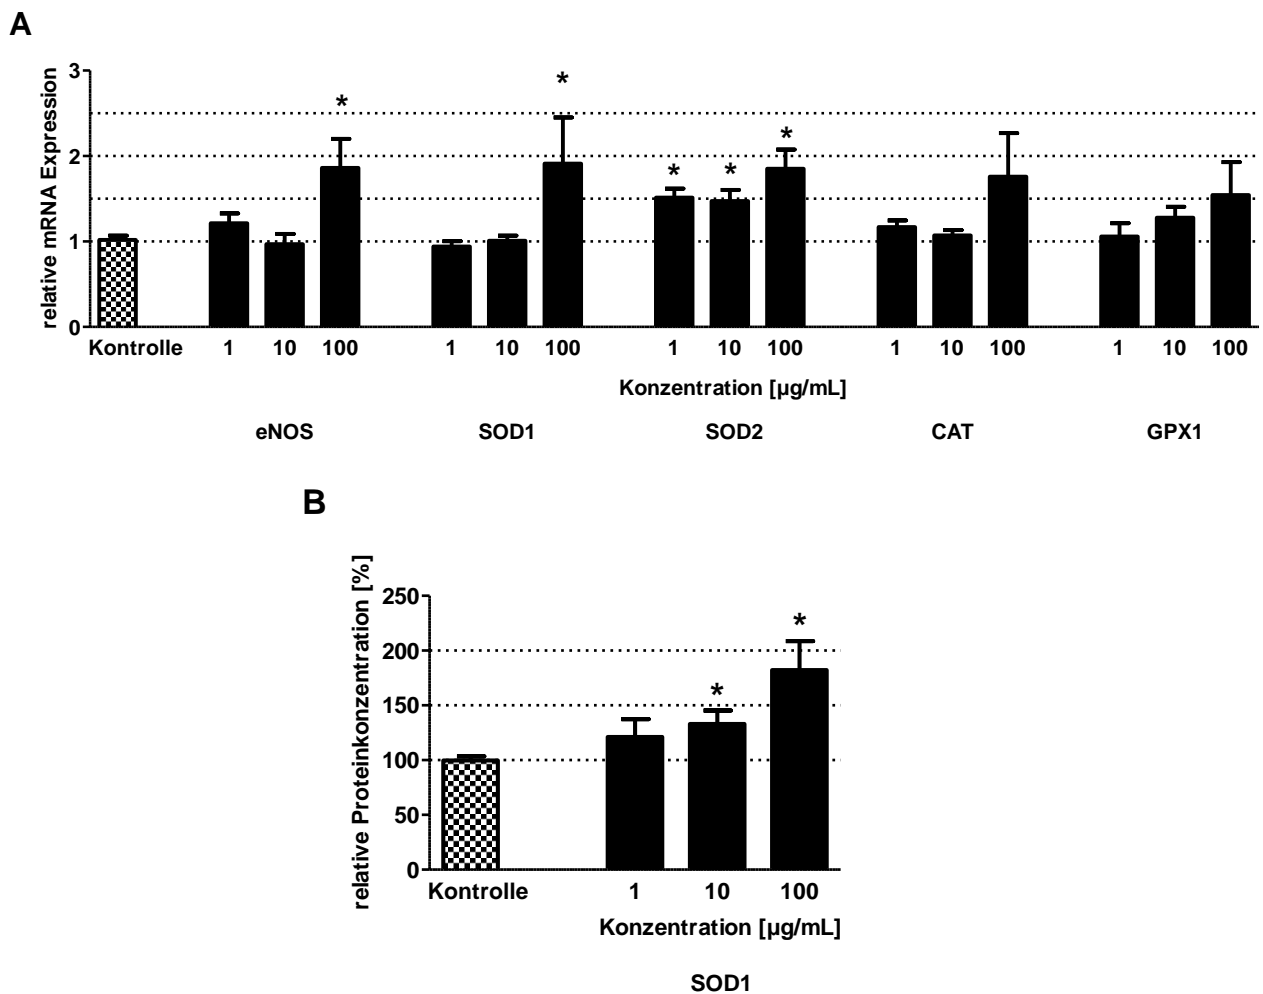 A
relative mRNA Expression
3
2
1
0
* * * * *
Kontrolle 1 10 100 1 10 100 1 10 100 1 10 100 1 10 100
Konzentration [µg/mL]
eNOS SOD1 SOD2 CAT GPX1
B
relative Proteinkonzentration [%]
250
200
150
100
50
0
* *
Kontrolle 1 10 100
Konzentration [µg/mL]
SOD1